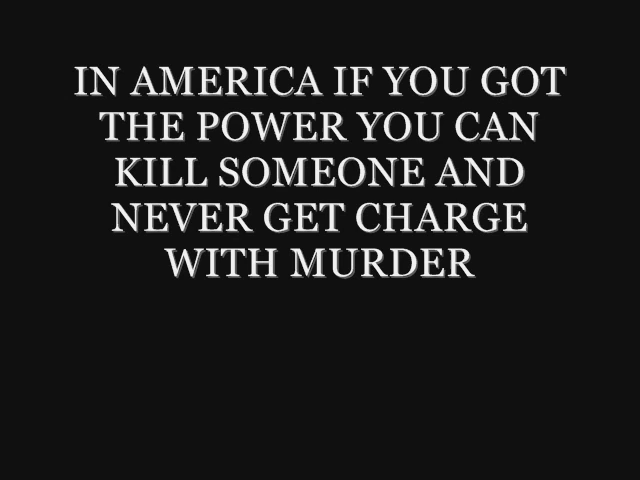 IN AMERICA IF YOU GOT
THE POWER YOU CAN
KILL SOMEONE AND
NEVER GET CHARGE
WITH MURDER